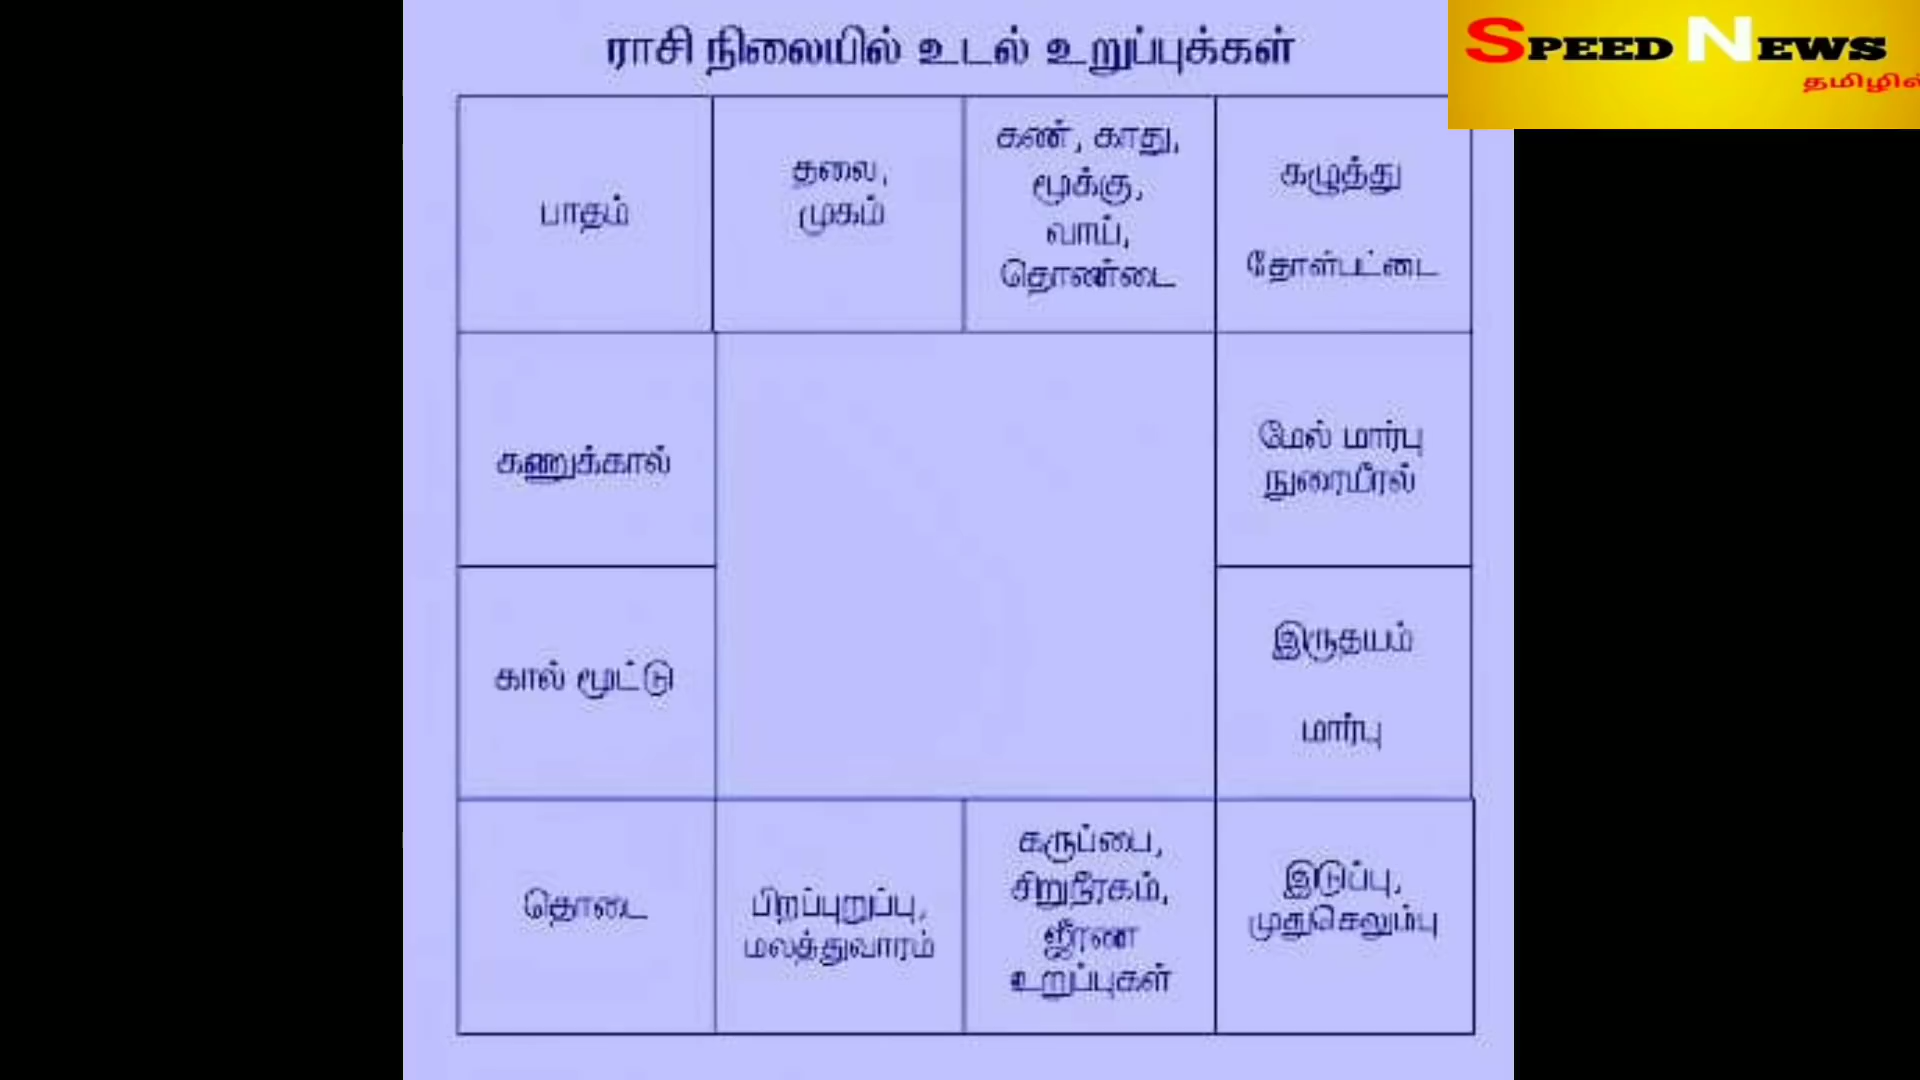 ராசி நிலையில் உடல் உறுப்புக்கள்
SPEED NEWS
தமிழில்
பாதம்
தலை,
முகம்
கண், காது,
மூக்கு,
வாய்,
தொண்டை
கழுத்து
தோள்பட்டை
கணுக்கால்
மேல் மார்பு
நுரையீரல்
கால் மூட்டு
இருதயம்
மார்பு
தொடை
பிறப்புறுப்பு,
மலத்துவாரம்
கருப்பை,
சிறுநீரகம்,
ஜீரண
உறுப்புகள்
இடுப்பு,
முதுகெலும்பு